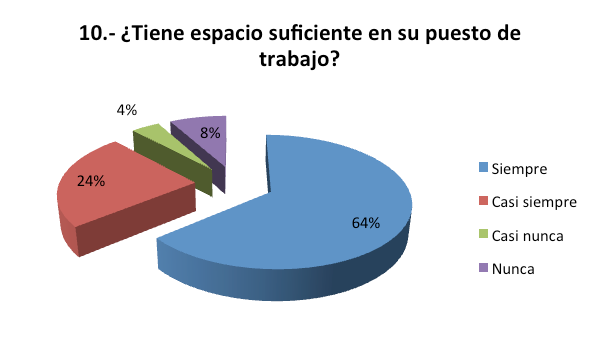 10.- ¿Tiene espacio suficiente en su puesto de
trabajo?
4%
8%
24%
64%
Siempre
Casi siempre
Casi nunca
Nunca